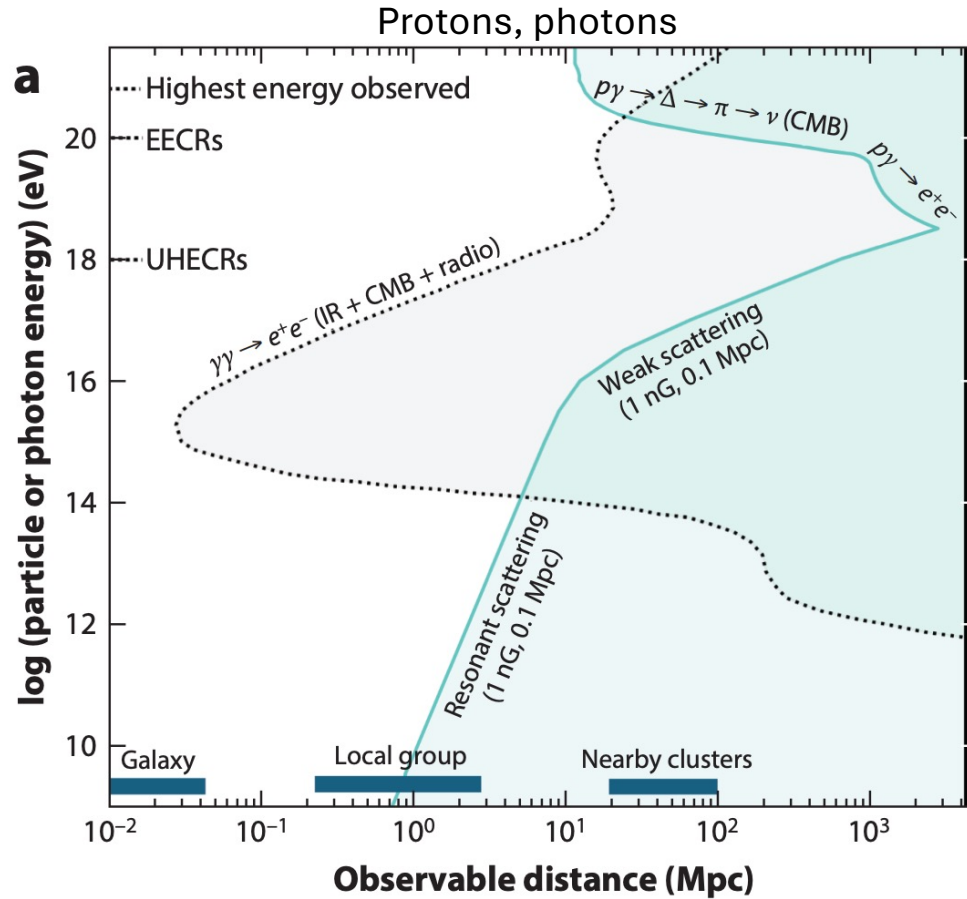 Protons, photons
a
Highest energy observed
EECRs
UHECRs
pγ → Δ → π → ν (CMB)
pγ → e⁺e⁻
γγ → e⁺e⁻ (IR + CMB + radio)
Weak scattering
(1 nG, 0.1 Mpc)
Resonant scattering
(1 nG, 0.1 Mpc)
Galaxy
Local group
Nearby clusters
log (particle or photon energy) (eV)
20
18
16
14
12
10
10⁻² 10⁻¹ 10⁰ 10¹ 10² 10³
Observable distance (Mpc)